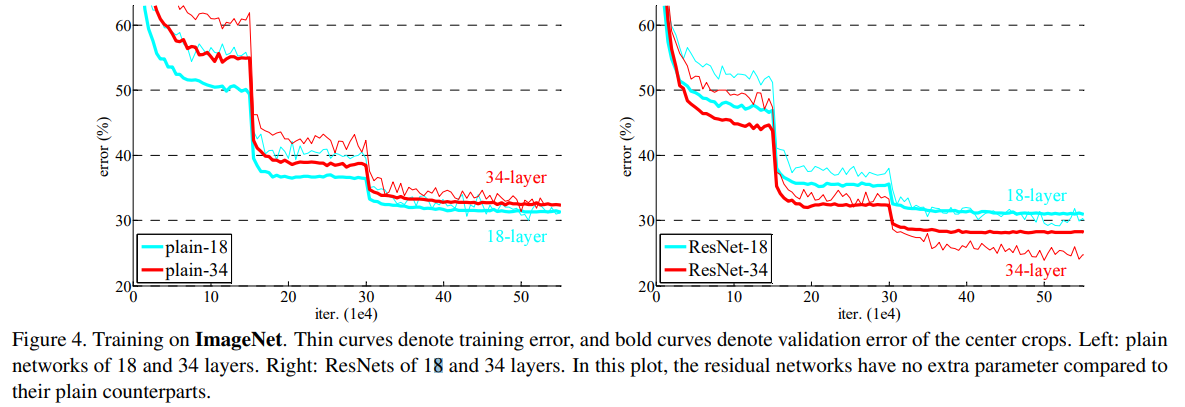 60
50
40
30
20
error (%)
0
10
20
30
40
50
iter. (1e4)
34-layer
18-layer
plain-18
plain-34
60
50
40
30
20
error (%)
0
10
20
30
40
50
iter. (1e4)
18-layer
34-layer
ResNet-18
ResNet-34
Figure 4. Training on ImageNet. Thin curves denote training error, and bold curves denote validation error of the center crops. Left: plain
networks of 18 and 34 layers. Right: ResNets of 18 and 34 layers. In this plot, the residual networks have no extra parameter compared to
their plain counterparts.